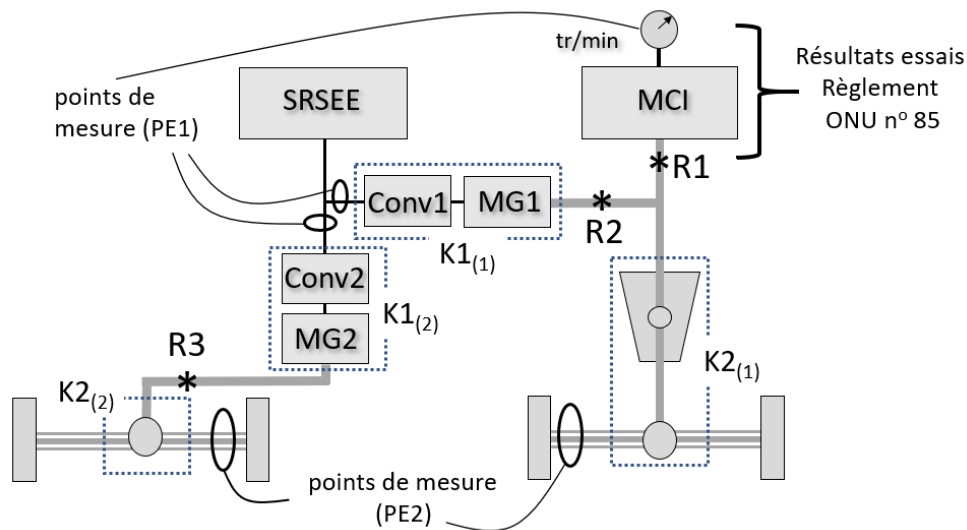 tr/min
Résultats essais
Règlement
ONU nº 85
points de
mesure (PE1)
SRSEE
MCI
R1
Conv1
MG1
R2
K1(1)
Conv2
MG2
K1(2)
R3
K2(1)
K2(2)
points de mesure
(PE2)